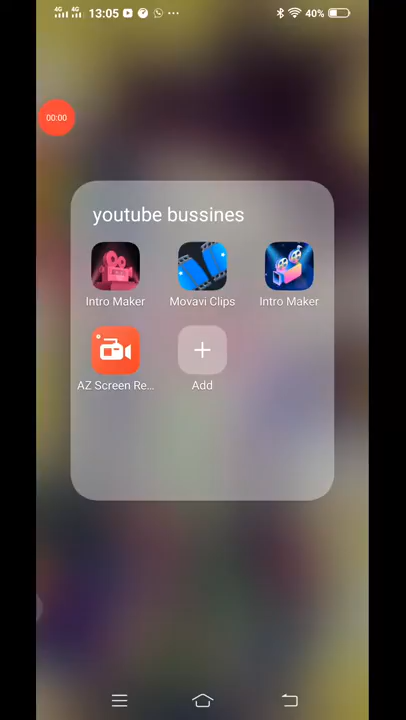 4G 4G 13:05 40%
00:00
youtube bussines
Intro Maker Movavi Clips Intro Maker
AZ Screen Re... Add